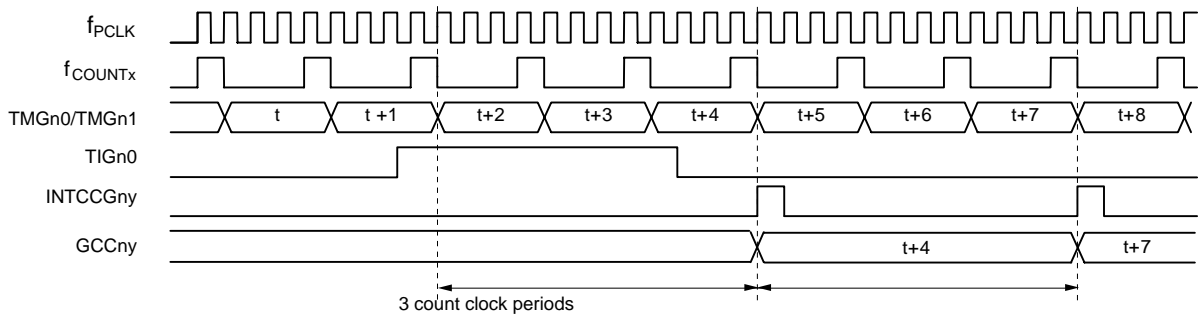 fPCLK
fCOUNTx
TMGn0/TMGn1 t t +1 t+2 t+3 t+4 t+5 t+6 t+7 t+8
TIGn0
INTCCGny
GCCny t+4 t+7
3 count clock periods